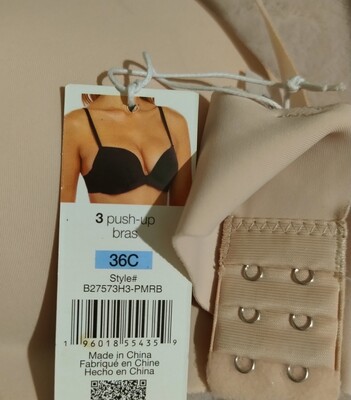 3 push-up
bras
36C
Style#
B27573H3-PMRB
1 96018 55435 9
Made in China
Fabriqué en Chine
Hecho en China